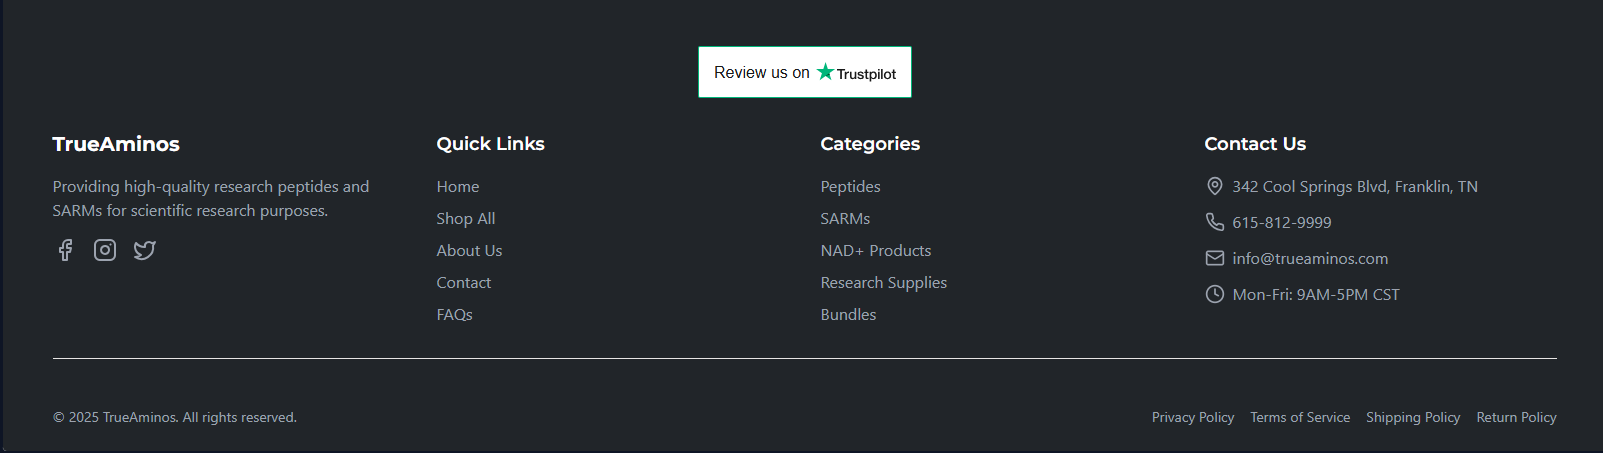 Review us on Trustpilot
TrueAminos
Providing high-quality research peptides and
SARMs for scientific research purposes.
Quick Links
Home
Shop All
About Us
Contact
FAQs
Categories
Peptides
SARMs
NAD+ Products
Research Supplies
Bundles
Contact Us
342 Cool Springs Blvd, Franklin, TN
615-812-9999
info@trueaminos.com
Mon-Fri: 9AM-5PM CST
© 2025 TrueAminos. All rights reserved.
Privacy Policy Terms of Service Shipping Policy Return Policy